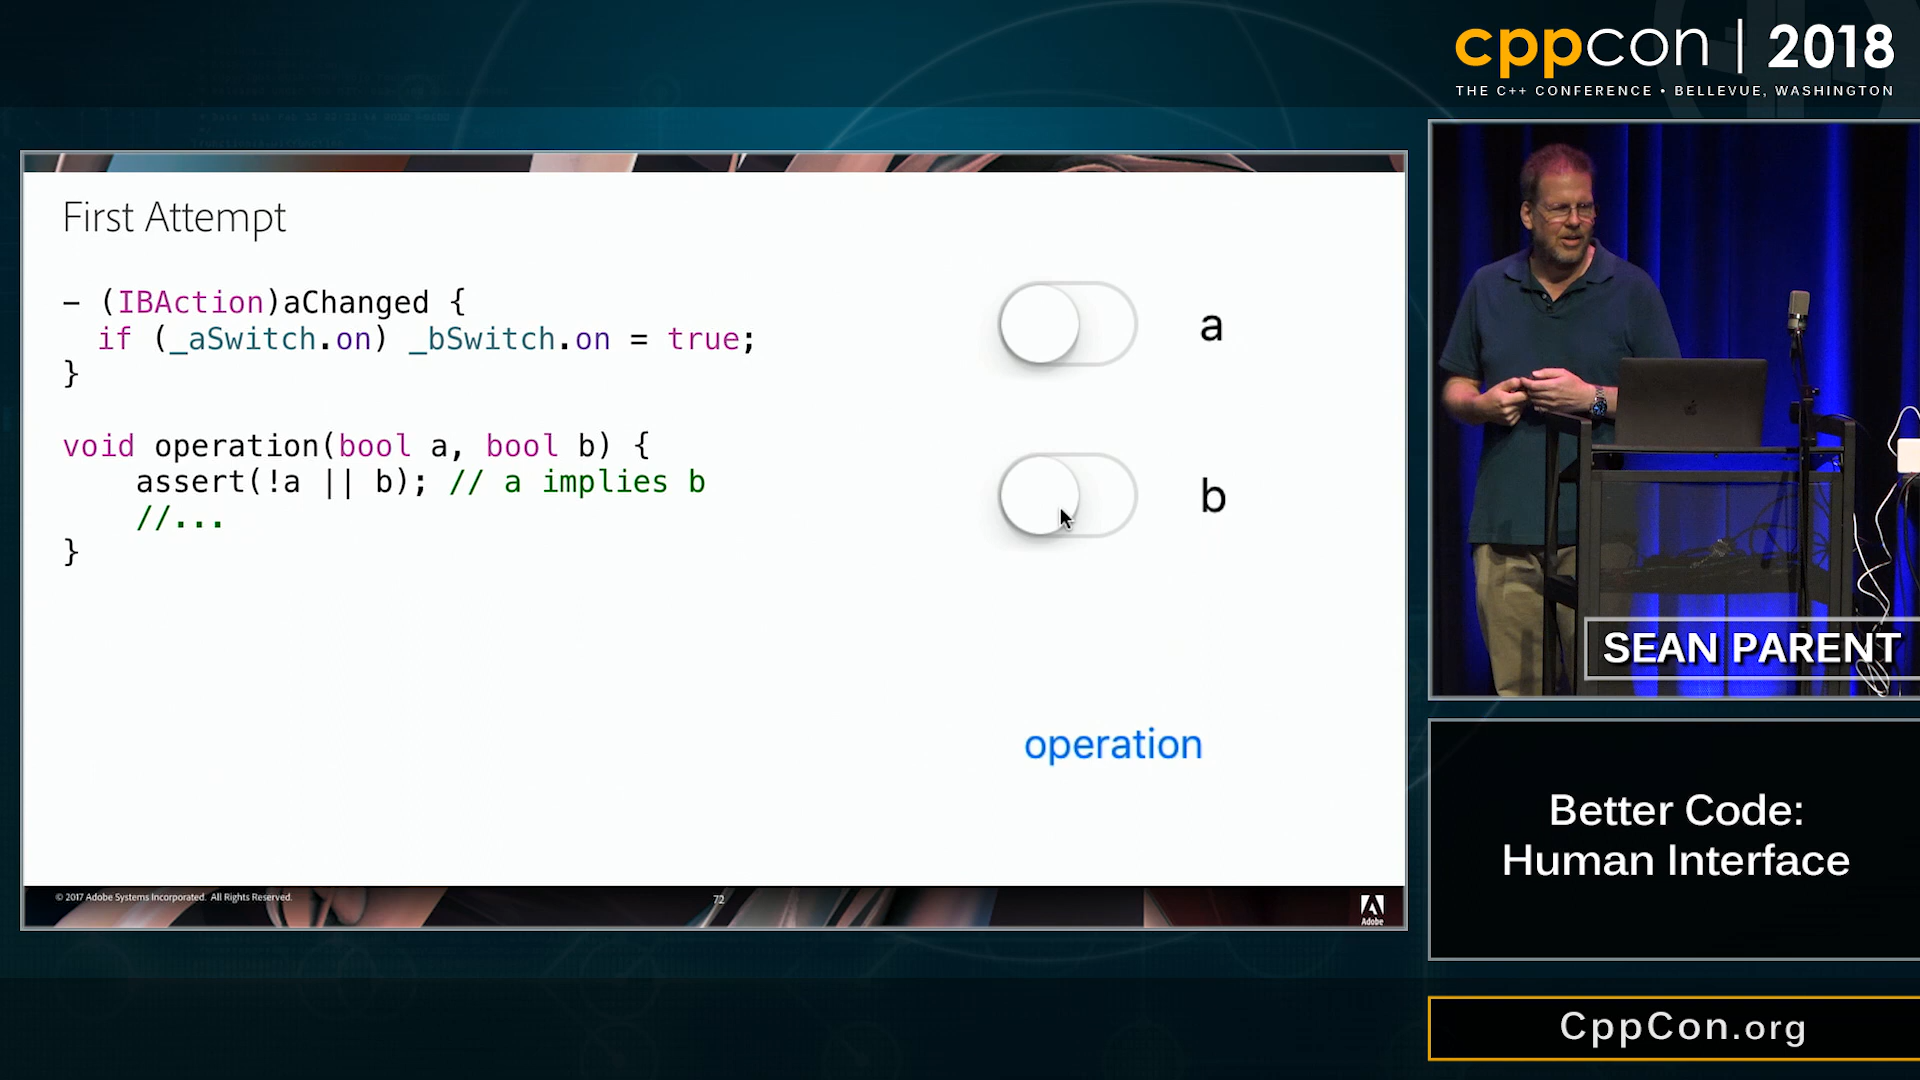 cppcon | 2018
THE C++ CONFERENCE • BELLEVUE, WASHINGTON
First Attempt
- (IBAction)aChanged {
if (_aSwitch.on) _bSwitch.on = true;
}
void operation(bool a, bool b) {
assert(!a || b); // a implies b
//...
}
a
b
operation
© 2017 Adobe Systems Incorporated. All Rights Reserved.
72
Adobe
SEAN PARENT
Better Code:
Human Interface
CppCon.org